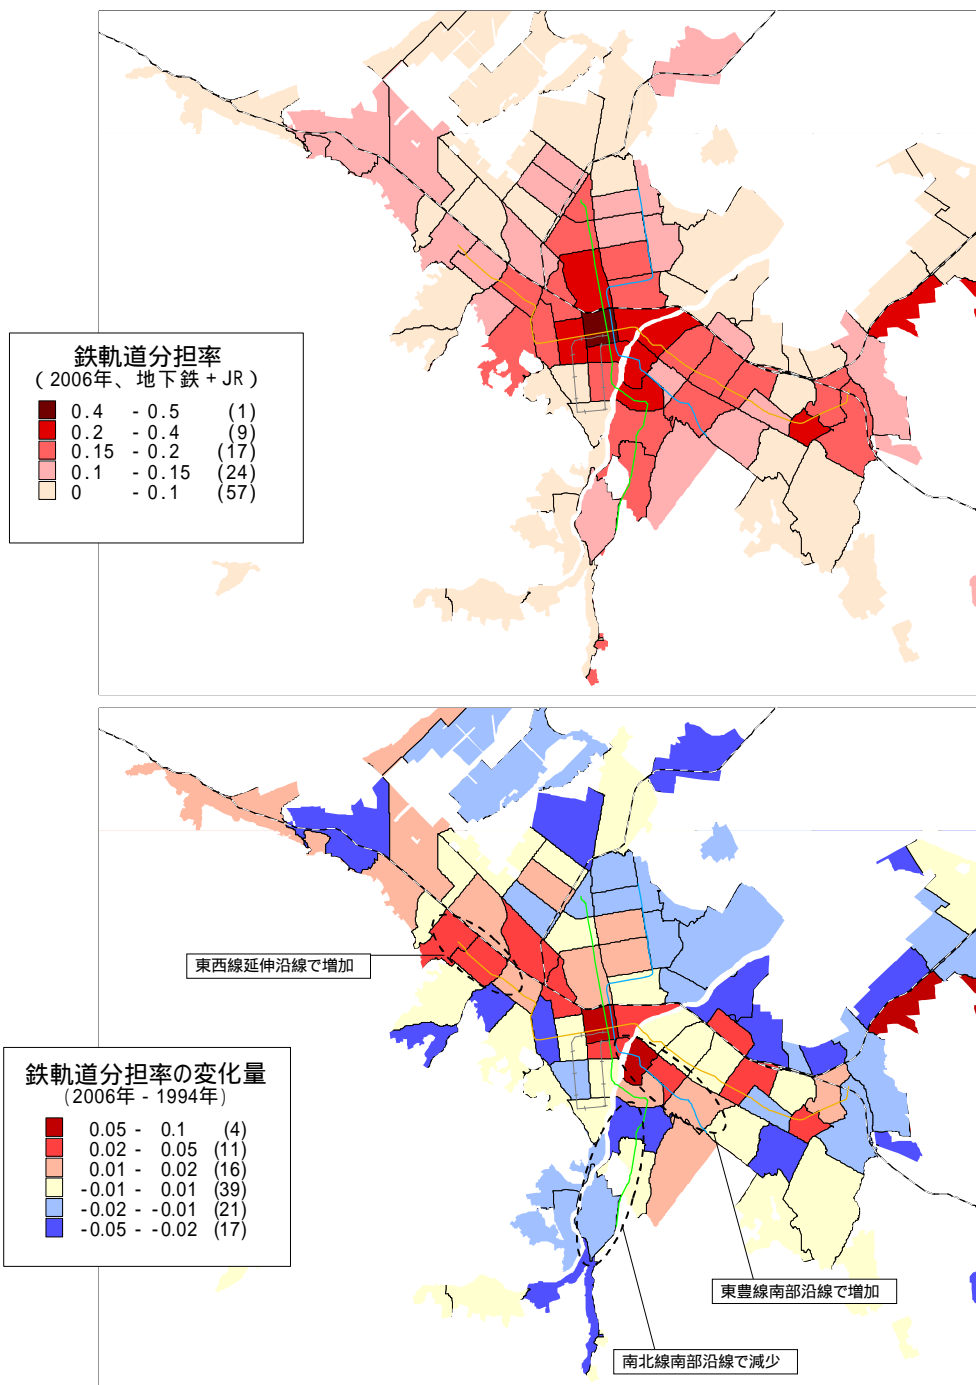 鉄軌道分担率
(2006年、地下鉄+JR)
0.4 - 0.5 (1)
0.2 - 0.4 (9)
0.15 - 0.2 (17)
0.1 - 0.15 (24)
0 - 0.1 (57)
東西線延伸沿線で増加
鉄軌道分担率の変化量
(2006年 - 1994年)
0.05 - 0.1 (4)
0.02 - 0.05 (11)
0.01 - 0.02 (16)
-0.01 - 0.01 (39)
-0.02 - -0.01 (21)
-0.05 - -0.02 (17)
東豊線南部沿線で増加
南北線南部沿線で減少